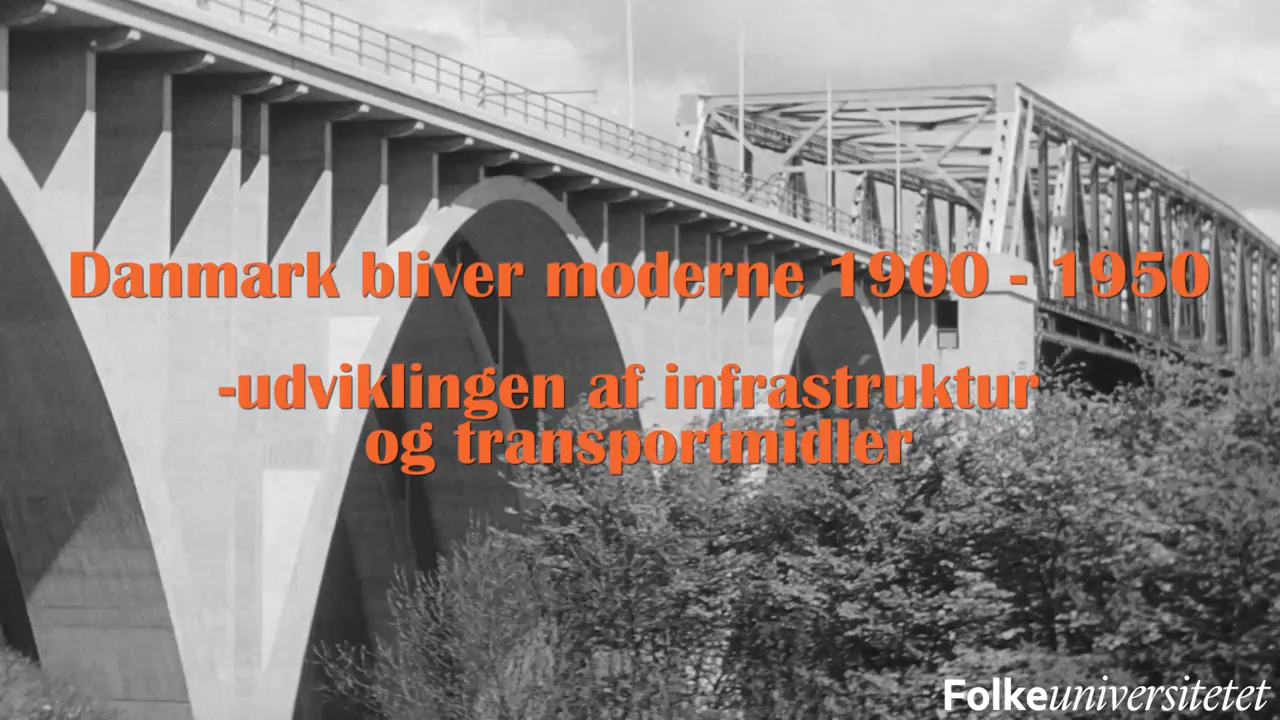 Danmark bliver moderne 1900 - 1950
-udviklingen af infrastruktur
og transportmidler
Folkeuniversitetet